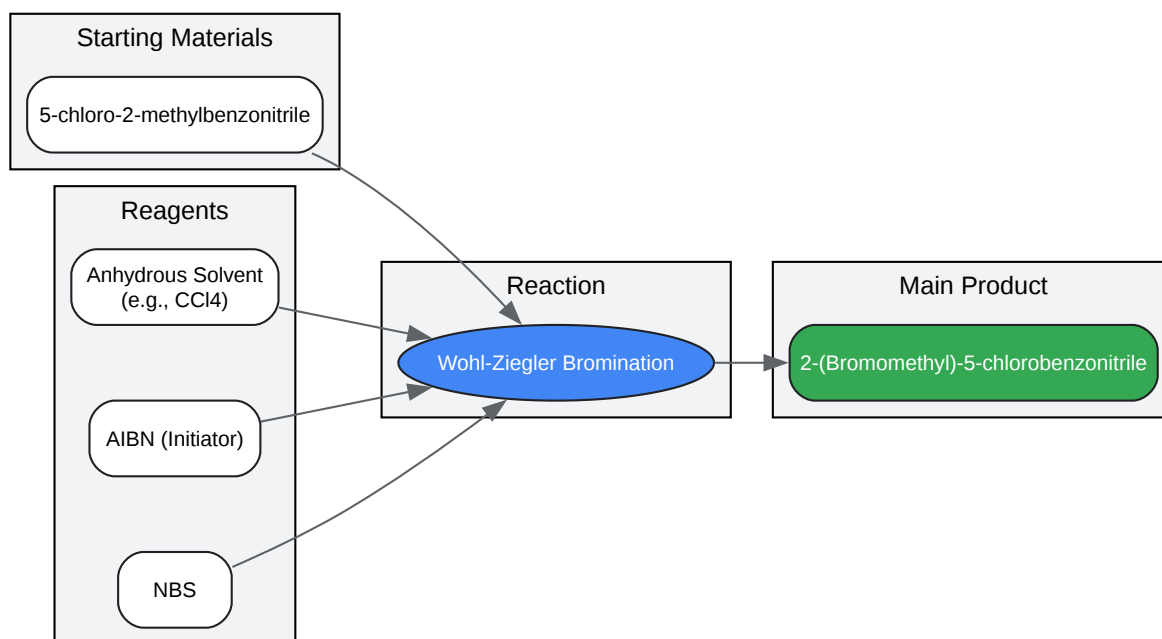 Starting Materials
5-chloro-2-methylbenzonitrile
Reagents
Anhydrous Solvent
(e.g., CCl4)
AIBN (Initiator)
NBS
Reaction
Wohl-Ziegler Bromination
Main Product
2-(Bromomethyl)-5-chlorobenzonitrile